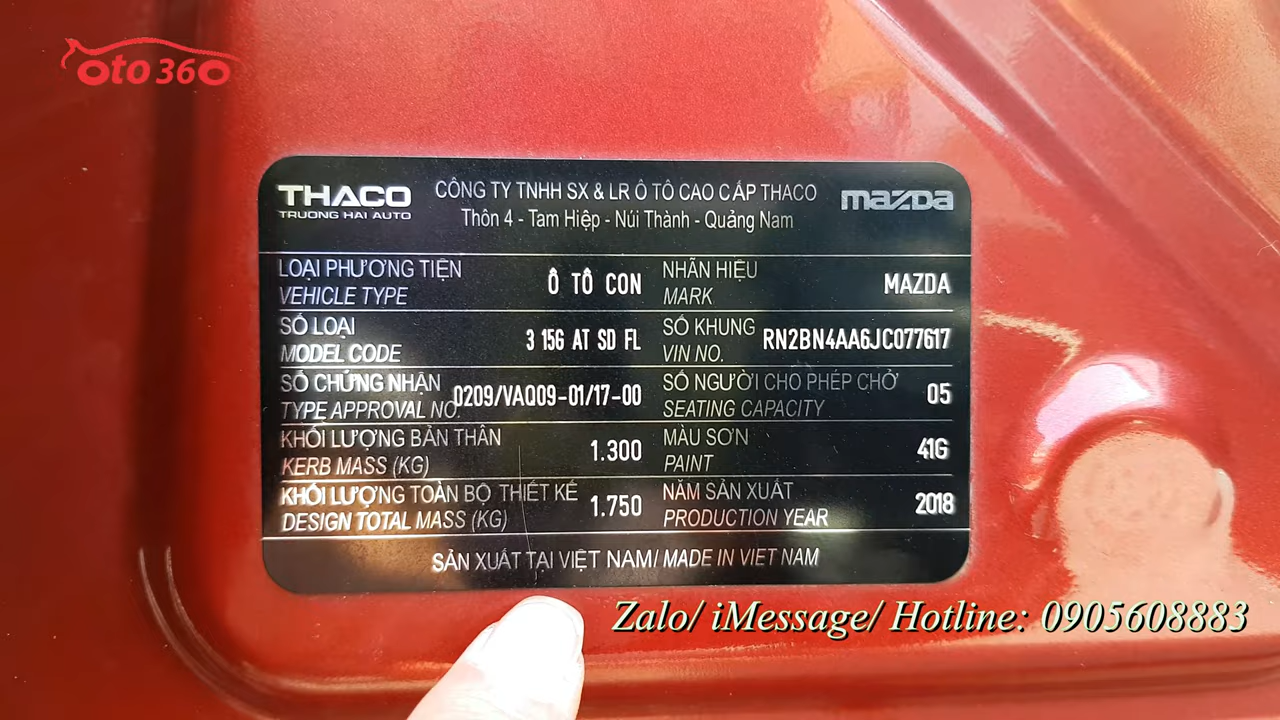 oto360
THACO
TRUONG HAI AUTO
CÔNG TY TNHH SX & LR Ô TÔ CAO CẤP THACO
Thôn 4 - Tam Hiệp - Núi Thành - Quảng Nam
mazda
LOẠI PHƯƠNG TIỆN
VEHICLE TYPE
Ô TÔ CON
NHÃN HIỆU
MARK
MAZDA
SỐ LOẠI
MODEL CODE
3 15G AT SD FL
SỐ KHUNG
VIN NO.
RN2BN4AA6JC077617
SỐ CHỨNG NHẬN
TYPE APPROVAL NO.
0209/VAQ09-01/17-00
SỐ NGƯỜI CHO PHÉP CHỞ
SEATING CAPACITY
05
KHỐI LƯỢNG BẢN THÂN
KERB MASS (KG)
1.300
MÀU SƠN
PAINT
41G
KHỐI LƯỢNG TOÀN BỘ THIẾT KẾ
DESIGN TOTAL MASS (KG)
1.750
NĂM SẢN XUẤT
PRODUCTION YEAR
2018
SẢN XUẤT TẠI VIỆT NAM/ MADE IN VIET NAM
Zalo/ iMessage/ Hotline: 0905608883